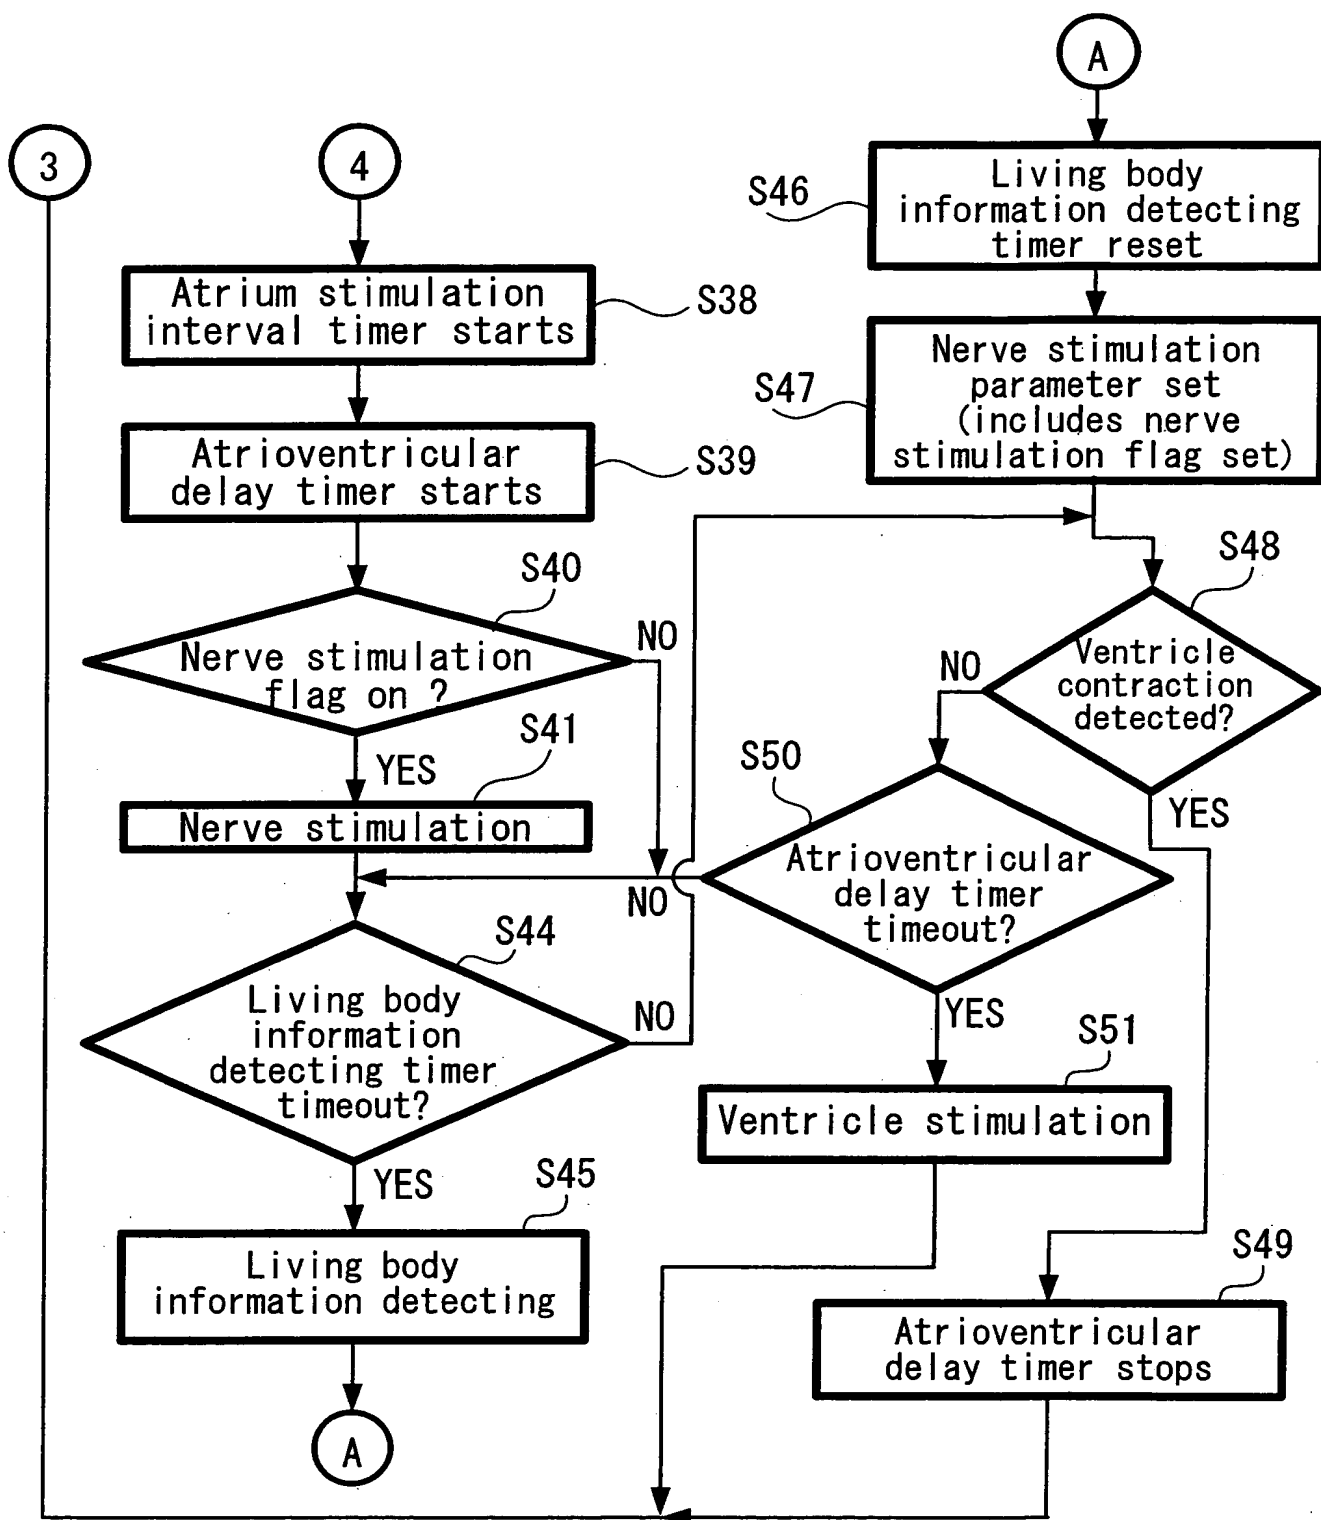 3
4
Atrium stimulation
interval timer starts
S38
Atrioventricular
delay timer starts
S39
S40
Nerve stimulation
flag on ?
NO
YES
S41
Nerve stimulation
S44
Living body
information
detecting timer
timeout?
NO
YES
S45
Living body
information detecting
A
A
S46
Living body
information detecting
timer reset
S47
Nerve stimulation
parameter set
(includes nerve
stimulation flag set)
S48
Ventricle
contraction
detected?
NO
YES
S50
Atrioventricular
delay timer
timeout?
NO
YES
S51
Ventricle stimulation
S49
Atrioventricular
delay timer stops